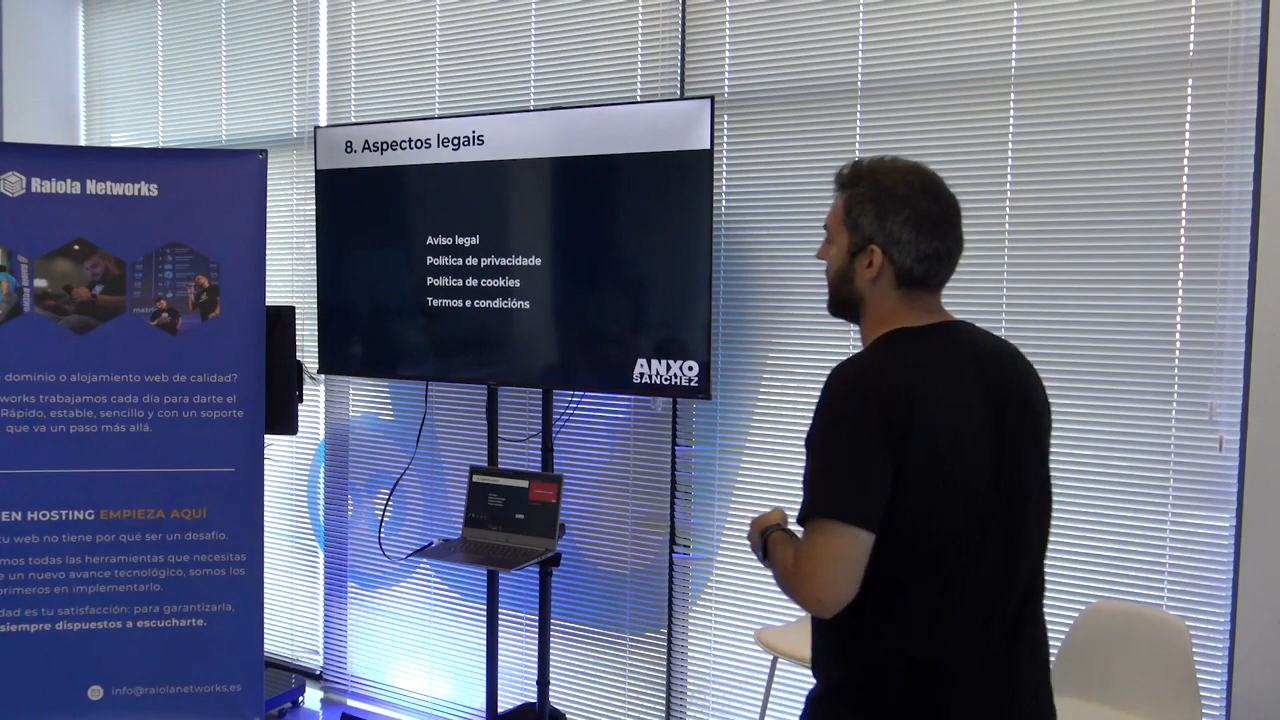 8. Aspectos legais
Aviso legal
Política de privacidade
Política de cookies
Termos e condicións
ANXO
SANCHEZ
Raiola Networks
dominio o alojamiento web de calidad?
works trabajamos cada día para darte el
Rápido, estable, sencillo y con un soporte
que va un paso más allá.
EN HOSTING EMPIEZA AQUÍ
tu web no tiene por qué ser un desafío.
mos todas las herramientas que necesitas
e un nuevo avance tecnológico, somos los
primeros en implementarlo.
dad es tu satisfacción: para garantizarla,
siempre dispuestos a escucharte.
info@raiolanetworks.es